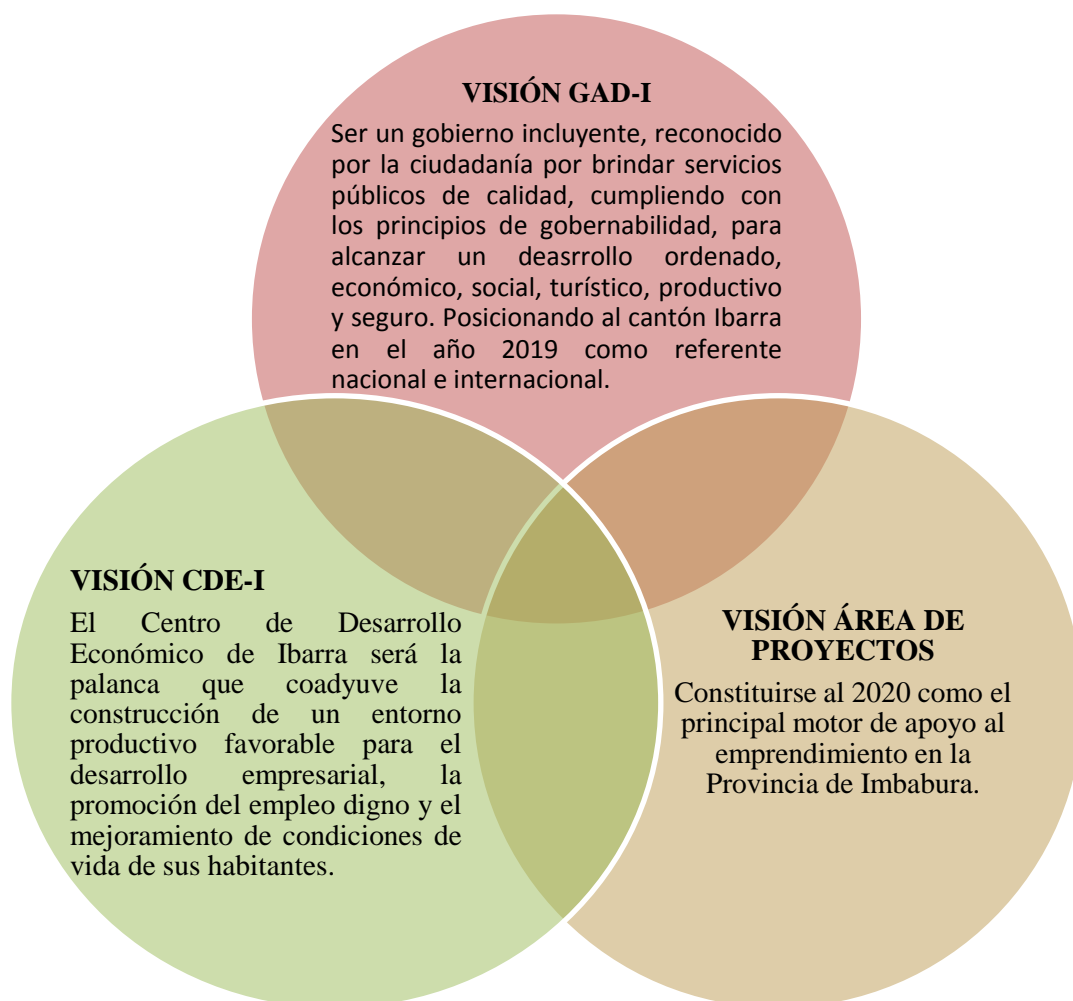 VISIÓN GAD-I
Ser un gobierno incluyente, reconocido
por la ciudadanía por brindar servicios
públicos de calidad, cumpliendo con
los principios de gobernabilidad, para
alcanzar un deasrrollo ordenado,
económico, social, turístico, productivo
y seguro. Posicionando al cantón Ibarra
en el año 2019 como referente
nacional e internacional.
VISIÓN CDE-I
El Centro de Desarrollo
Económico de Ibarra será la
palanca que coadyuve la
construcción de un entorno
productivo favorable para el
desarrollo empresarial, la
promoción del empleo digno y el
mejoramiento de condiciones de
vida de sus habitantes.
VISIÓN ÁREA DE
PROYECTOS
Constituirse al 2020 como el
principal motor de apoyo al
emprendimiento en la
Provincia de Imbabura.